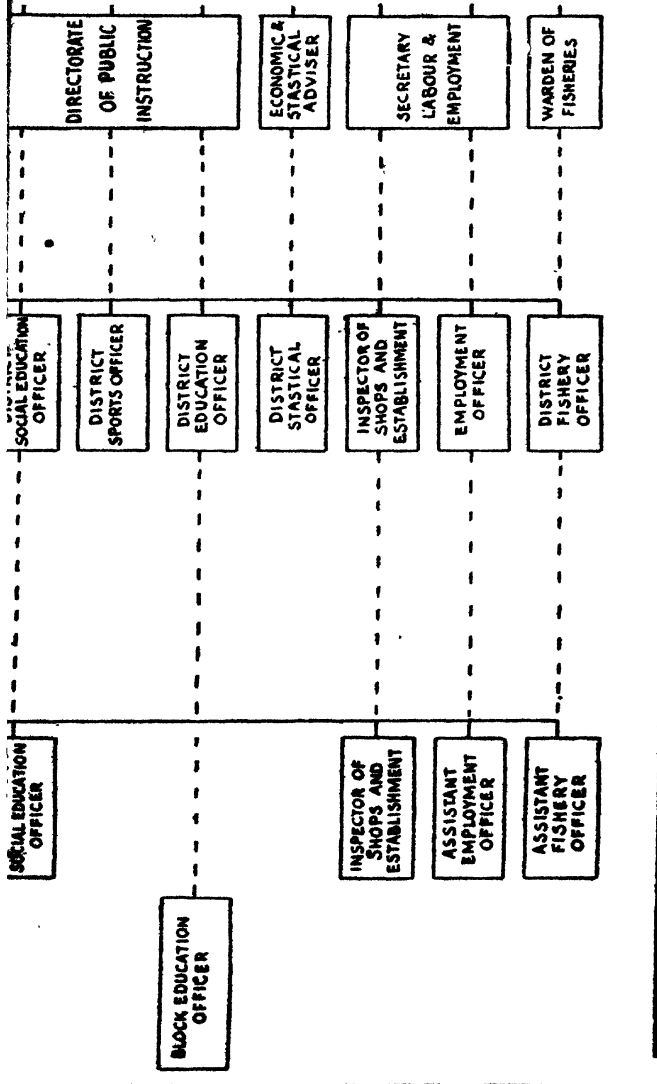 DIRECTORATE
OF PUBLIC
INSTRUCTION
ECONOMIC &
STASTICAL
ADVISER
SECRETARY
LABOUR &
EMPLOYMENT
WARDEN OF
FISHERIES
SOCIAL EDUCATION
OFFICER
DISTRICT
SPORTS OFFICER
DISTRICT
EDUCATION
OFFICER
DISTRICT
STASTICAL
OFFICER
INSPECTOR OF
SHOPS AND
ESTABLISHMENT
EMPLOYMENT
OFFICER
DISTRICT
FISHERY
OFFICER
SOCIAL EDUCATION
OFFICER
INSPECTOR OF
SHOPS AND
ESTABLISHMENT
ASSISTANT
EMPLOYMENT
OFFICER
ASSISTANT
FISHERY
OFFICER
BLOCK EDUCATION
OFFICER